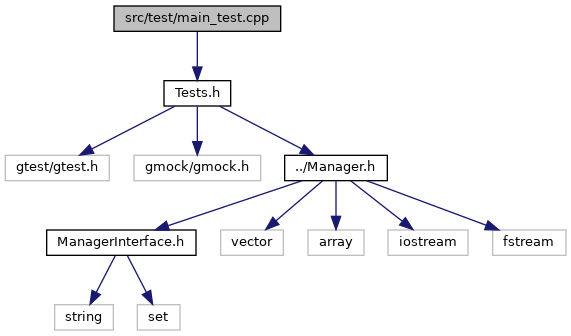 src/test/main_test.cpp
Tests.h
gtest/gtest.h
gmock/gmock.h
../Manager.h
ManagerInterface.h
vector
array
iostream
fstream
string
set